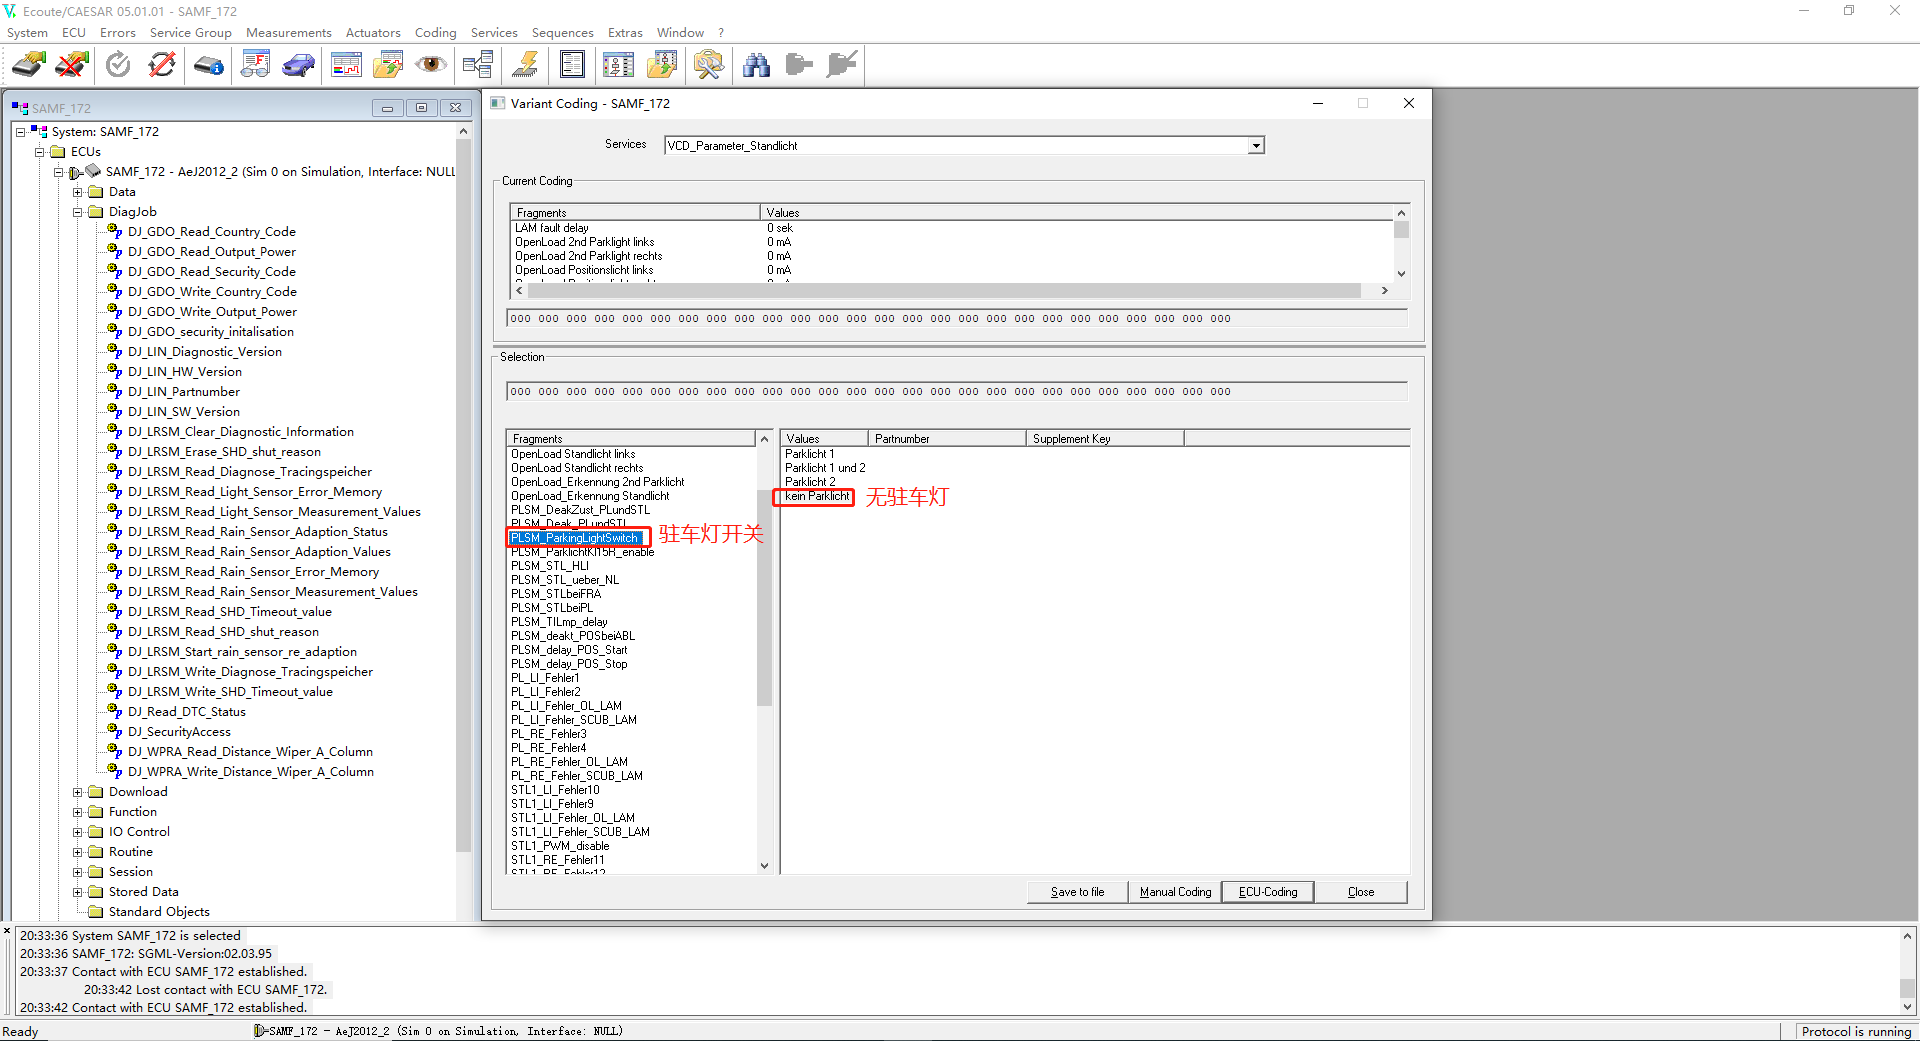 Ecoute/CAESAR 05.01.01 - SAMF_172
System ECU Errors Service Group Measurements Actuators Coding Services Sequences Extras Window ?
SAMF_172
System: SAMF_172
ECUs
SAMF_172 - AeJ2012_2 (Sim 0 on Simulation, Interface: NULL
Data
DiagJob
DJ_GDO_Read_Country_Code
DJ_GDO_Read_Output_Power
DJ_GDO_Read_Security_Code
DJ_GDO_Write_Country_Code
DJ_GDO_Write_Output_Power
DJ_GDO_security_initalisation
DJ_LIN_Diagnostic_Version
DJ_LIN_HW_Version
DJ_LIN_Partnumber
DJ_LIN_SW_Version
DJ_LRSM_Clear_Diagnostic_Information
DJ_LRSM_Erase_SHD_shut_reason
DJ_LRSM_Read_Diagnose_Tracingspeicher
DJ_LRSM_Read_Light_Sensor_Error_Memory
DJ_LRSM_Read_Light_Sensor_Measurement_Values
DJ_LRSM_Read_Rain_Sensor_Adaption_Status
DJ_LRSM_Read_Rain_Sensor_Adaption_Values
DJ_LRSM_Read_Rain_Sensor_Error_Memory
DJ_LRSM_Read_Rain_Sensor_Measurement_Values
DJ_LRSM_Read_SHD_Timeout_value
DJ_LRSM_Read_SHD_shut_reason
DJ_LRSM_Start_rain_sensor_re_adaption
DJ_LRSM_Write_Diagnose_Tracingspeicher
DJ_LRSM_Write_SHD_Timeout_value
DJ_Read_DTC_Status
DJ_SecurityAccess
DJ_WPRA_Read_Distance_Wiper_A_Column
DJ_WPRA_Write_Distance_Wiper_A_Column
Download
Function
IO Control
Routine
Session
Stored Data
Standard Objects
Variant Coding - SAMF_172
Services VCD_Parameter_Standlicht
Current Coding
Fragments Values
LAM fault delay 0 sek
OpenLoad 2nd Parklight links 0 mA
OpenLoad 2nd Parklight rechts 0 mA
OpenLoad Positionslicht links 0 mA
000 000 000 000 000 000 000 000 000 000 000 000 000 000 000 000 000 000 000 000 000 000 000 000 000 000
Selection
000 000 000 000 000 000 000 000 000 000 000 000 000 000 000 000 000 000 000 000 000 000 000 000 000 000
Fragments
OpenLoad Standlicht links
OpenLoad Standlicht rechts
OpenLoad_Erkennung 2nd Parklicht
OpenLoad_Erkennung Standlicht
PLSM_DeakZust_PLundSTL
PLSM_Deak_PLundSTL
PLSM_ParkingLightSwitch 驻车灯开关
PLSM_ParklichtKl15R_enable
PLSM_STL_HLI
PLSM_STL_ueber_NL
PLSM_STLbeiFRA
PLSM_STLbeiPL
PLSM_TILmp_delay
PLSM_deakt_POSbeiABL
PLSM_delay_POS_Start
PLSM_delay_POS_Stop
PL_LI_Fehler1
PL_LI_Fehler2
PL_LI_Fehler_OL_LAM
PL_LI_Fehler_SCUB_LAM
PL_RE_Fehler3
PL_RE_Fehler4
PL_RE_Fehler_OL_LAM
PL_RE_Fehler_SCUB_LAM
STL1_LI_Fehler10
STL1_LI_Fehler9
STL1_LI_Fehler_OL_LAM
STL1_LI_Fehler_SCUB_LAM
STL1_PWM_disable
STL1_RE_Fehler11
STL1_RE_Fehler12
Values Partnumber Supplement Key
Parklicht 1
Parklicht 1 und 2
Parklicht 2
kein Parklicht 无驻车灯
Save to file Manual Coding ECU-Coding Close
20:33:36 System SAMF_172 is selected
20:33:36 SAMF_172: SGML-Version:02.03.95
20:33:37 Contact with ECU SAMF_172 established.
20:33:42 Lost contact with ECU SAMF_172.
20:33:42 Contact with ECU SAMF_172 established.
Ready SAMF_172 - AeJ2012_2 (Sim 0 on Simulation, Interface: NULL) Protocol is running